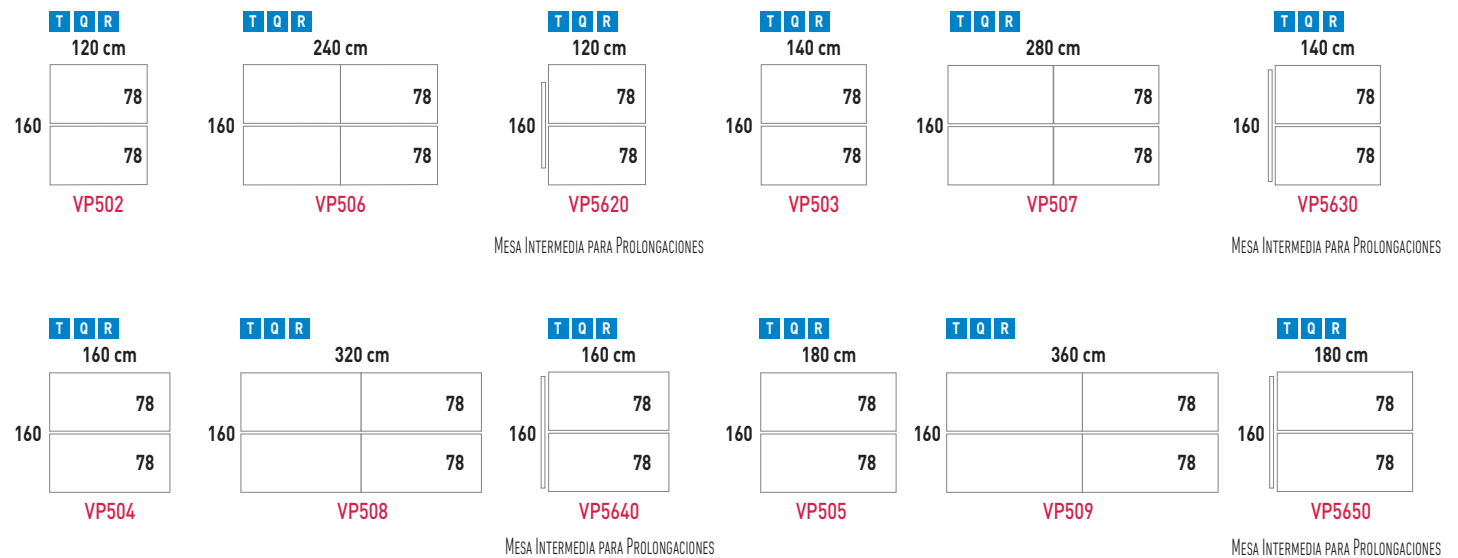 T Q R
120 cm
78
160
78
VP502
T Q R
240 cm
78
160
78
VP506
T Q R
120 cm
78
160
78
VP5620
Mesa Intermedia para Prolongaciones
T Q R
140 cm
78
160
78
VP503
T Q R
280 cm
78
160
78
VP507
T Q R
140 cm
78
160
78
VP5630
Mesa Intermedia para Prolongaciones
T Q R
160 cm
78
160
78
VP504
T Q R
320 cm
78
160
78
VP508
T Q R
160 cm
78
160
78
VP5640
Mesa Intermedia para Prolongaciones
T Q R
180 cm
78
160
78
VP505
T Q R
360 cm
78
160
78
VP509
T Q R
180 cm
78
160
78
VP5650
Mesa Intermedia para Prolongaciones